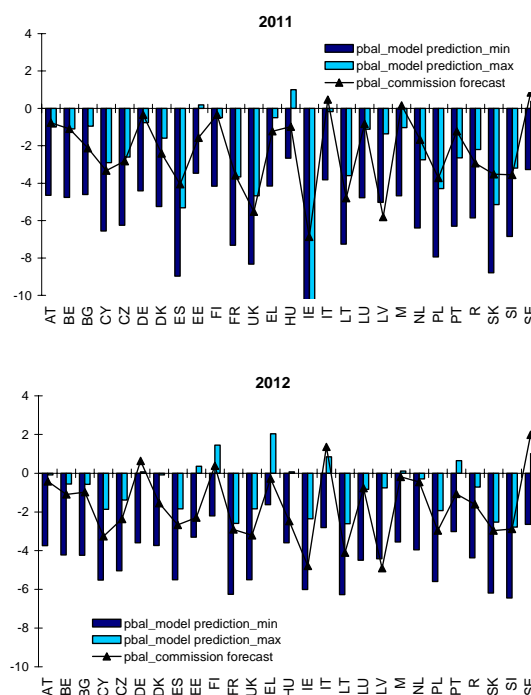 2011
4
2
0
-2
-4
-6
-8
-10
pbal_model prediction_min
pbal_model prediction_max
pbal_commission forecast
AT BE BG CY CZ DE DK ES EE FI FR UK EL HU IE IT LT LU LV M NL PL PT R SK SI SE
2012
4
2
0
-2
-4
-6
-8
-10
pbal_model prediction_min
pbal_model prediction_max
pbal_commission forecast
AT BE BG CY CZ DE DK ES EE FI FR UK EL HU IE IT LT LU LV M NL PL PT R SK SI SE